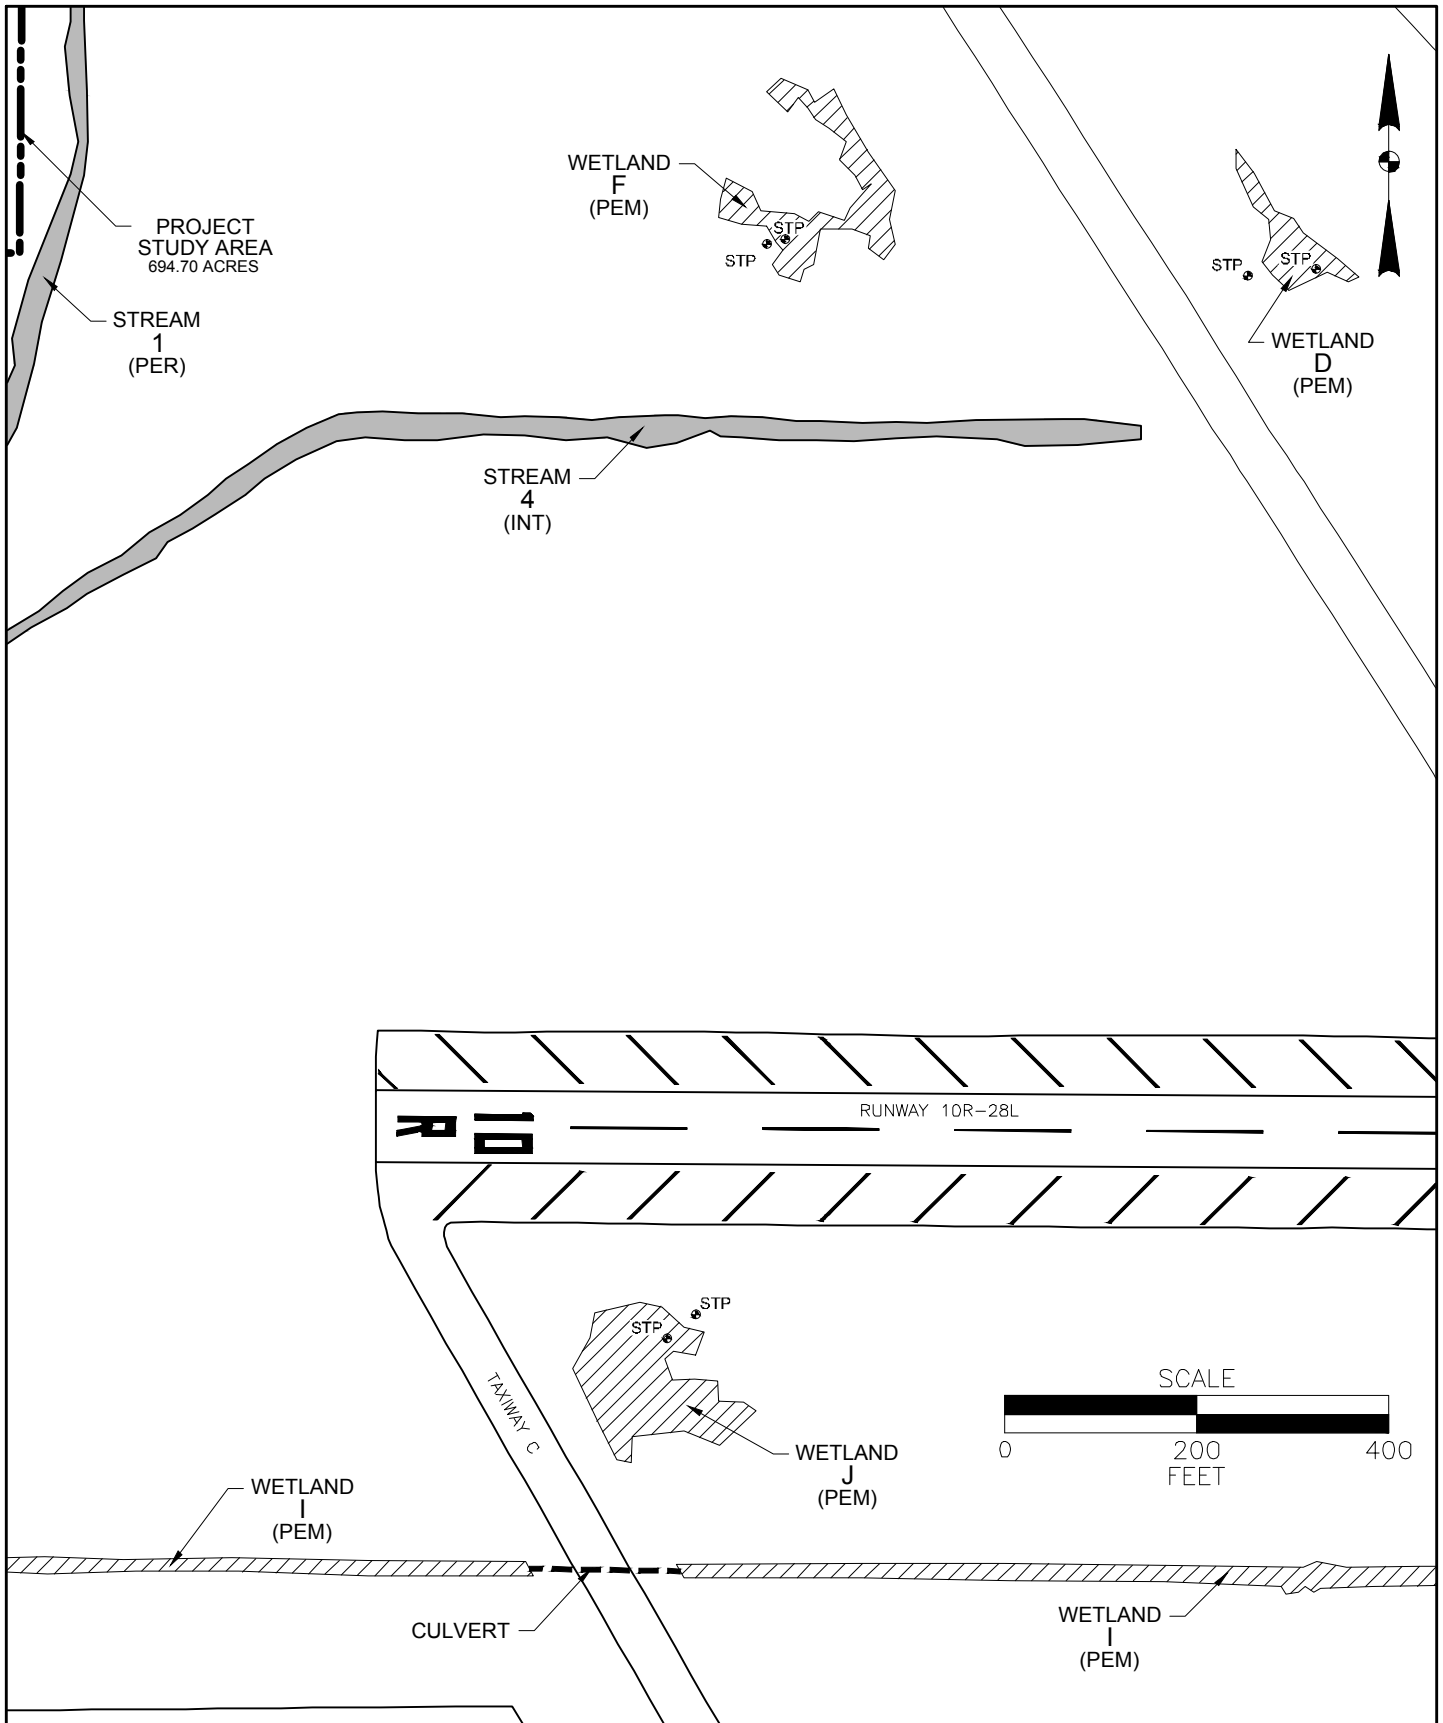 WETLAND
F
(PEM)
STP
STP
PROJECT
STUDY AREA
694.70 ACRES
STREAM
1
(PER)
STP
STP
WETLAND
D
(PEM)
STREAM
4
(INT)
RUNWAY 10R-28L
10
R
STP
STP
TAXIWAY C
SCALE
0 200 400
FEET
WETLAND
J
(PEM)
WETLAND
I
(PEM)
CULVERT
WETLAND
I
(PEM)